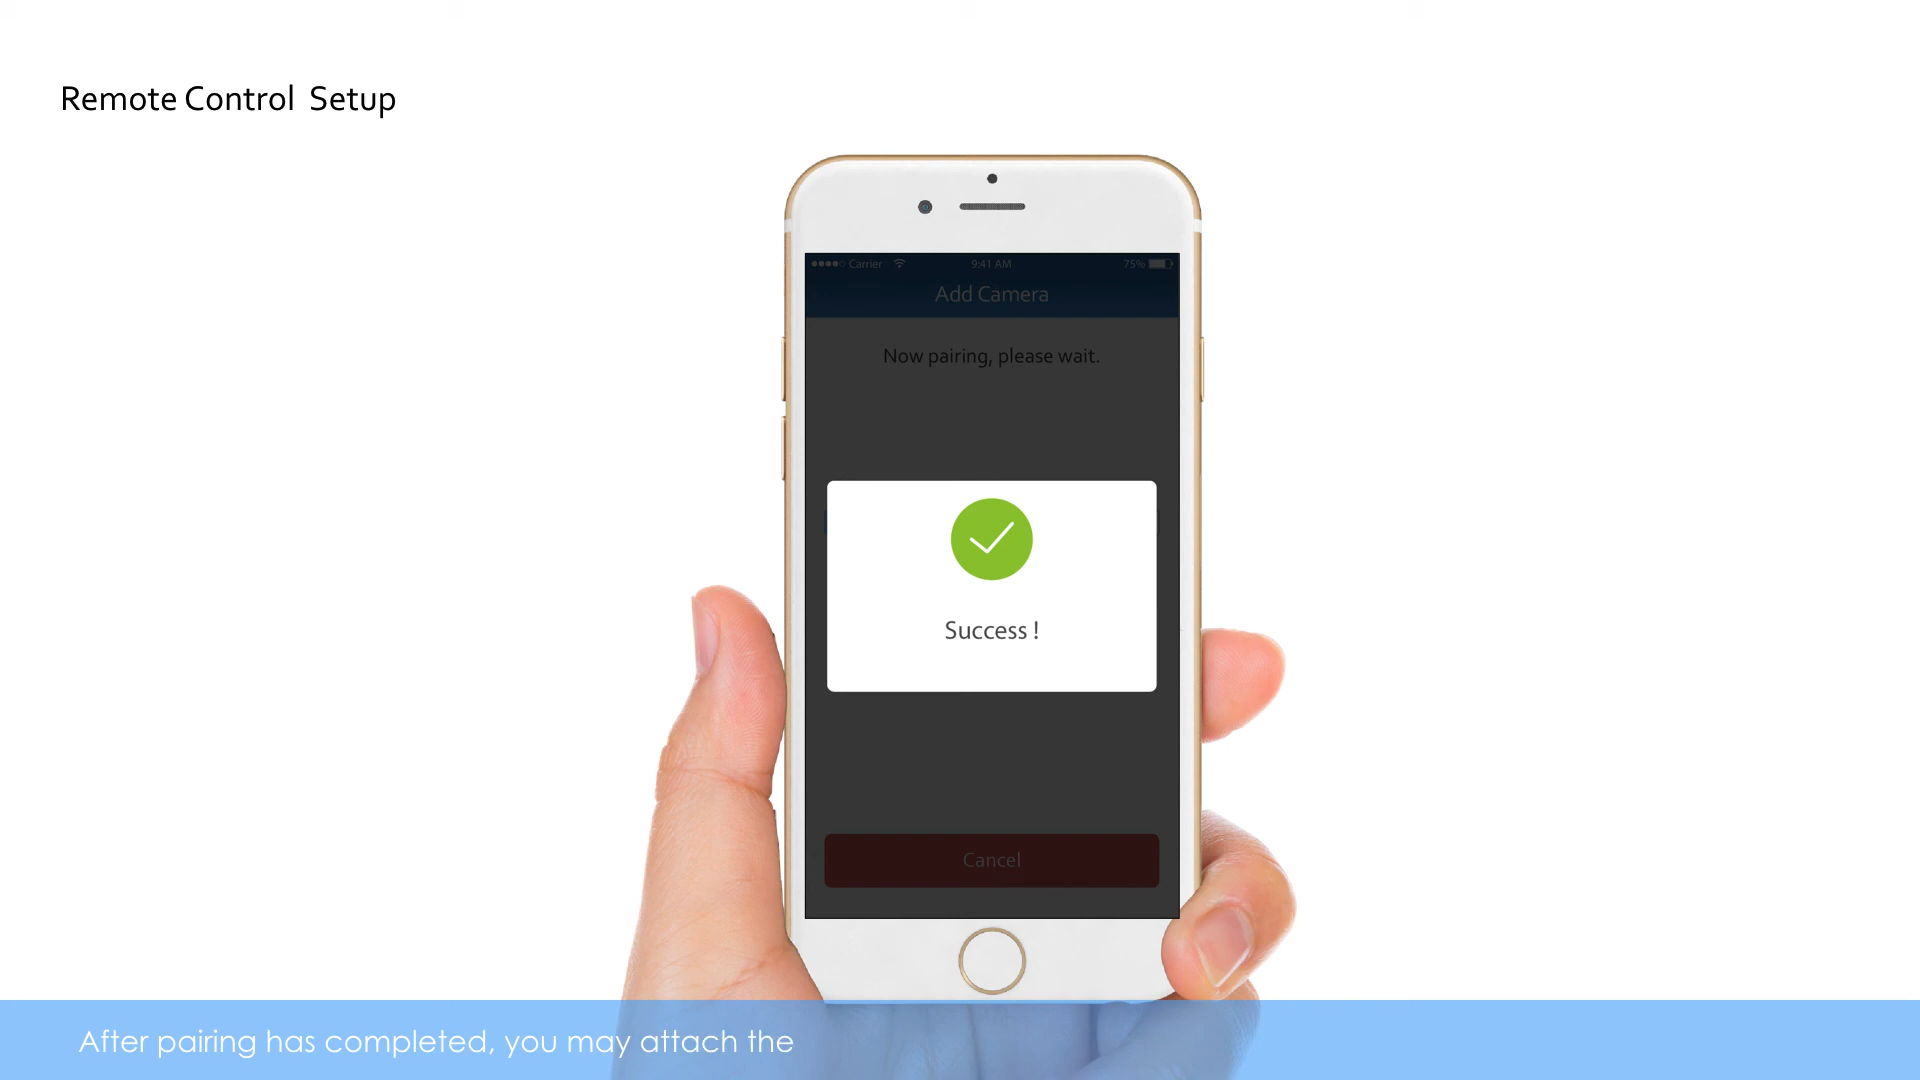 Remote Control Setup
Carrier 9:41 AM 75%
Add Camera
Now pairing, please wait.
Success !
Cancel
After pairing has completed, you may attach the